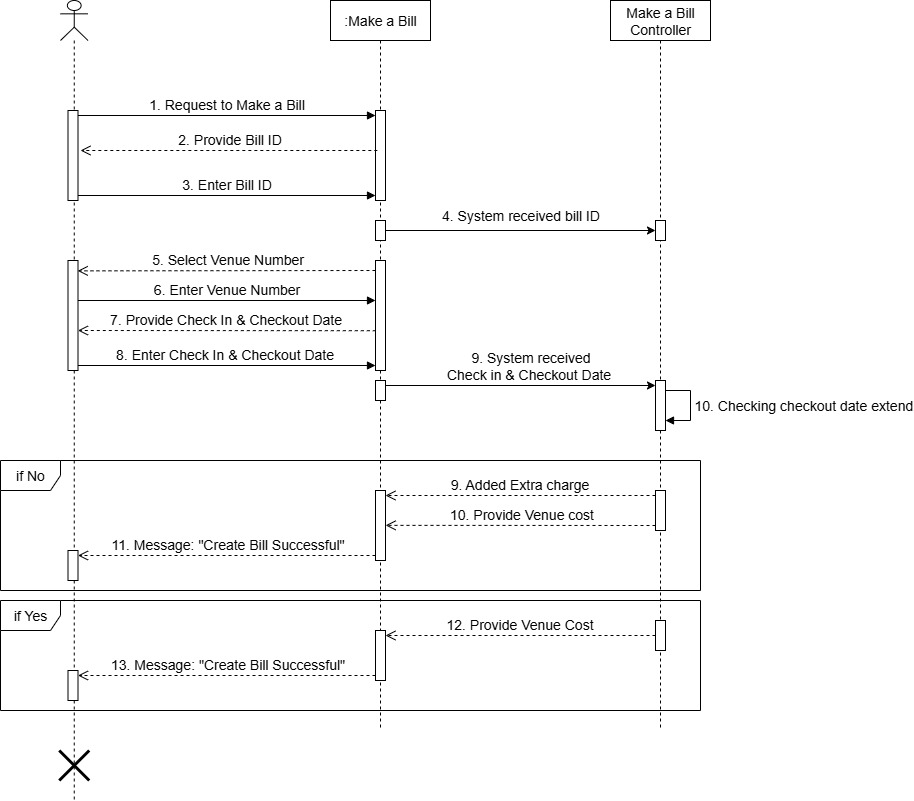 :Make a Bill
Make a Bill
Controller
1. Request to Make a Bill
2. Provide Bill ID
3. Enter Bill ID
4. System received bill ID
5. Select Venue Number
6. Enter Venue Number
7. Provide Check In & Checkout Date
8. Enter Check In & Checkout Date
9. System received
Check in & Checkout Date
10. Checking checkout date extend
if No
9. Added Extra charge
10. Provide Venue cost
11. Message: "Create Bill Successful"
if Yes
12. Provide Venue Cost
13. Message: "Create Bill Successful"